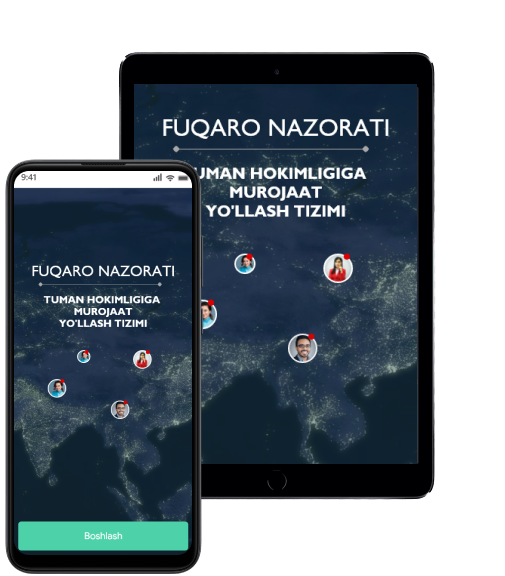 FUQARO NAZORATI
TUMAN HOKIMLIGIGA
MUROJAAT
YO'LLASH TIZIMI
9:41
FUQARO NAZORATI
TUMAN HOKIMLIGIGA
MUROJAAT
YO'LLASH TIZIMI
Boshlash